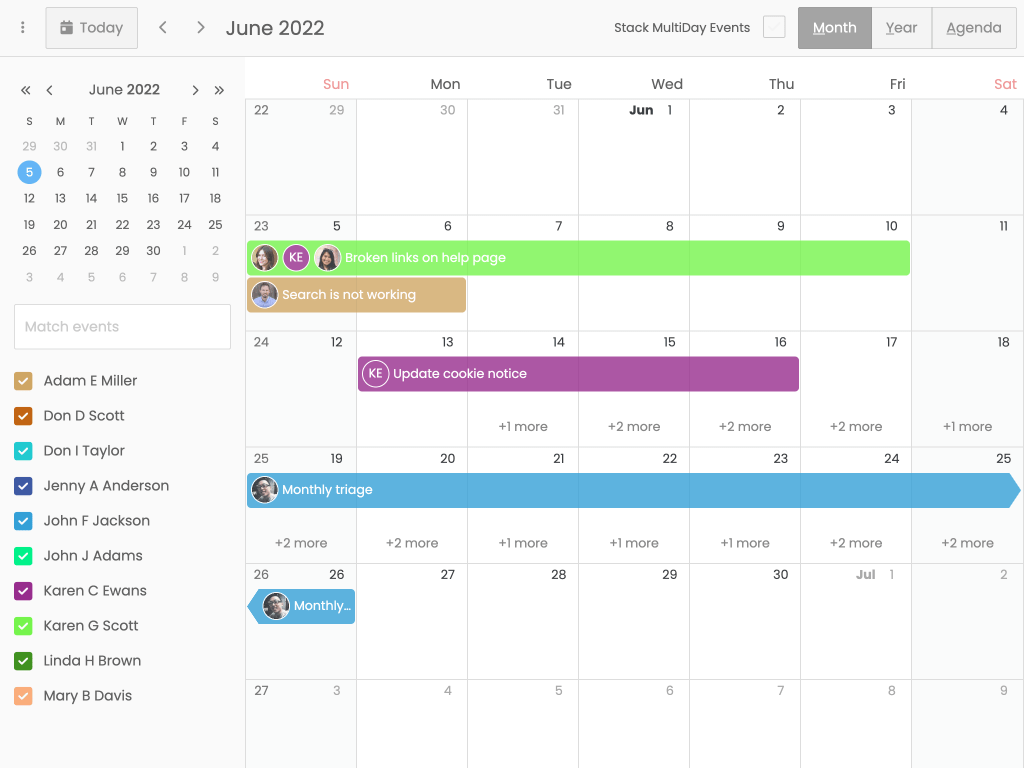 Today
June 2022
Stack MultiDay Events
Month
Year
Agenda
June 2022
S M T W T F S
29 30 31 1 2 3 4
5 6 7 8 9 10 11
12 13 14 15 16 17 18
19 20 21 22 23 24 25
26 27 28 29 30 1 2
3 4 5 6 7 8 9
Match events
Adam E Miller
Don D Scott
Don I Taylor
Jenny A Anderson
John F Jackson
John J Adams
Karen C Ewans
Karen G Scott
Linda H Brown
Mary B Davis
Sun Mon Tue Wed Thu Fri Sat
22 29 30 31 Jun 1 2 3 4
23 5 6 7 8 9 10 11
KE Broken links on help page
Search is not working
24 12 13 14 15 16 17 18
KE Update cookie notice
+1 more +2 more +2 more +2 more +1 more
25 19 20 21 22 23 24 25
Monthly triage
+2 more +2 more +1 more +1 more +1 more +2 more +2 more
26 26 27 28 29 30 Jul 1 2
Monthly...
27 3 4 5 6 7 8 9